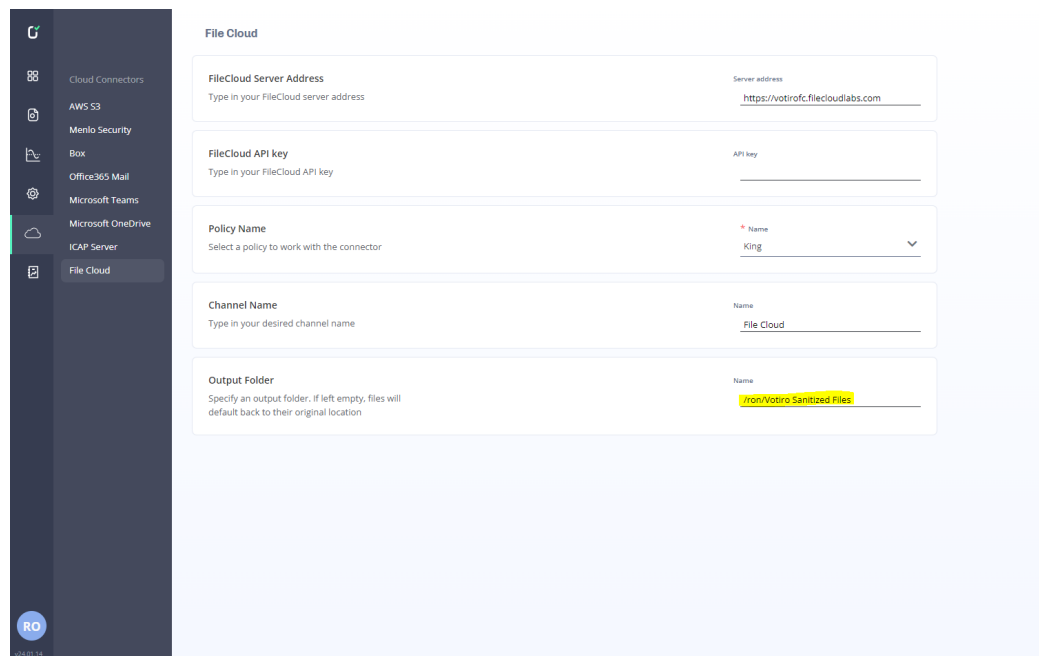 File Cloud
Cloud Connectors
AWS S3
Menlo Security
Box
Office365 Mail
Microsoft Teams
Microsoft OneDrive
ICAP Server
File Cloud
FileCloud Server Address
Type in your FileCloud server address
Server address
https://votirofc.filecloudlabs.com
FileCloud API key
Type in your FileCloud API key
API key
Policy Name
Select a policy to work with the connector
* Name
King
Channel Name
Type in your desired channel name
Name
File Cloud
Output Folder
Specify an output folder. If left empty, files will
default back to their original location
Name
/ron/Votiro Sanitized Files
RO
v24.01.14